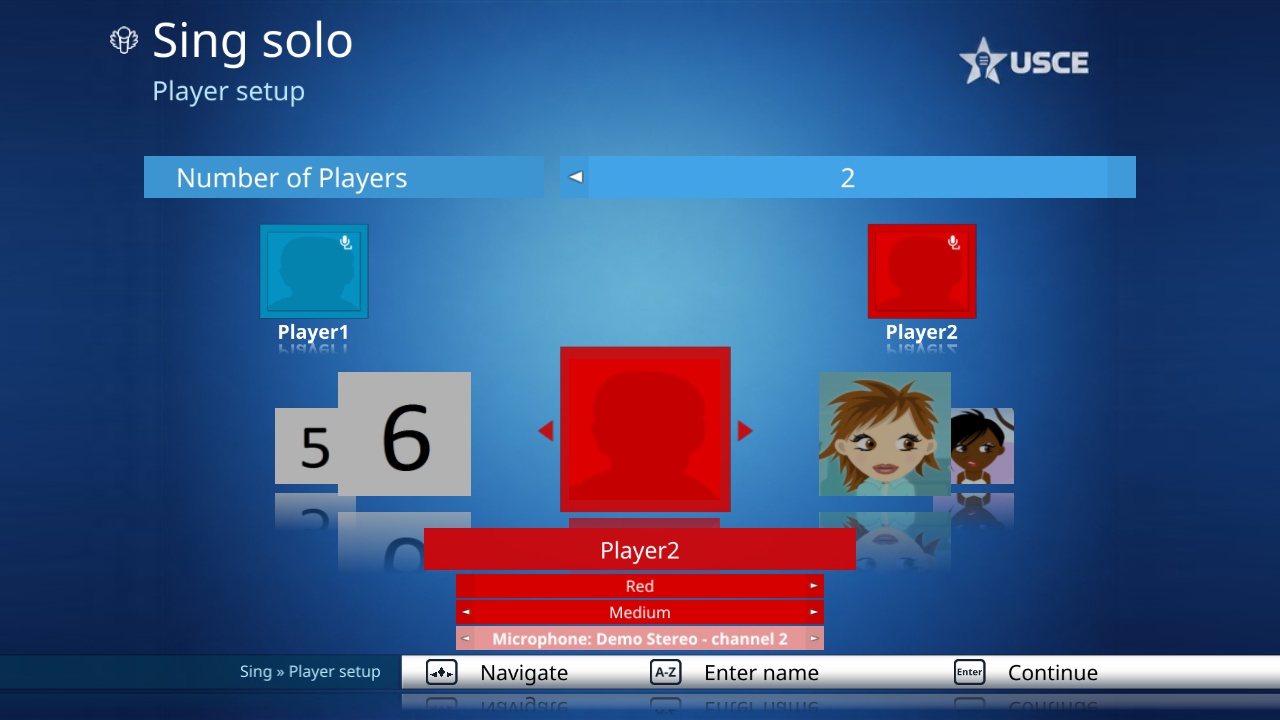 Sing solo
Player setup
USCE
Number of Players
2
Player1
Player2
5
6
Player2
Red
Medium
Microphone: Demo Stereo - channel 2
Sing » Player setup
Navigate
A-Z
Enter name
Enter
Continue